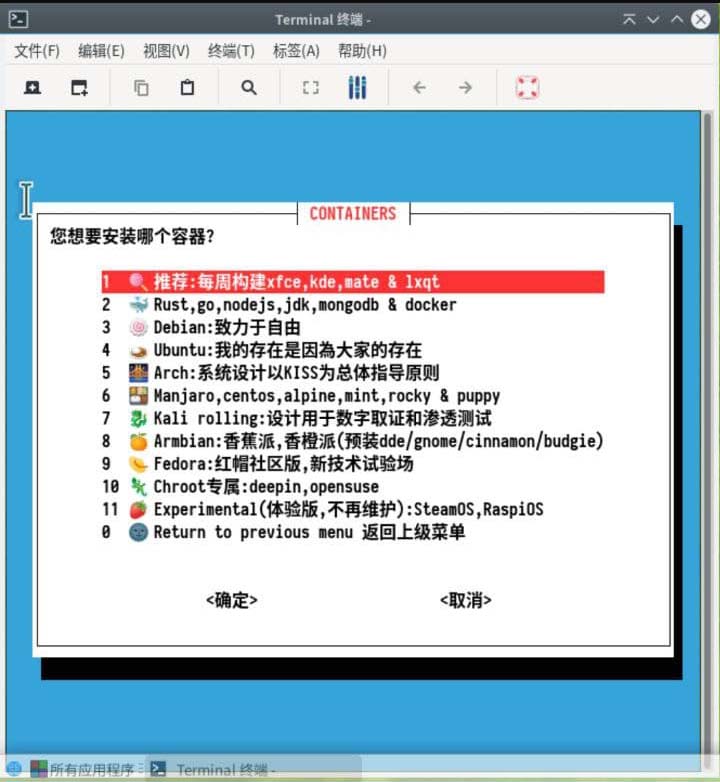 Terminal 终端 -
文件(F) 编辑(E) 视图(V) 终端(T) 标签(A) 帮助(H)
CONTAINERS
您想要安装哪个容器?
1 推荐:每周构建xfce,kde,mate & lxqt
2 Rust,go,nodejs,jdk,mongodb & docker
3 Debian:致力于自由
4 Ubuntu:我的存在是因為大家的存在
5 Arch:系统设计以KISS为总体指导原则
6 Manjaro,centos,alpine,mint,rocky & puppy
7 Kali rolling:设计用于数字取证和渗透测试
8 Armbian:香蕉派,香橙派(预装dde/gnome/cinnamon/budgie)
9 Fedora:红帽社区版,新技术试验场
10 Chroot专属:deepin,opensuse
11 Experimental(体验版,不再维护):SteamOS,RaspiOS
0 Return to previous menu 返回上级菜单
<确定> <取消>
所有应用程序 Terminal 终端 -